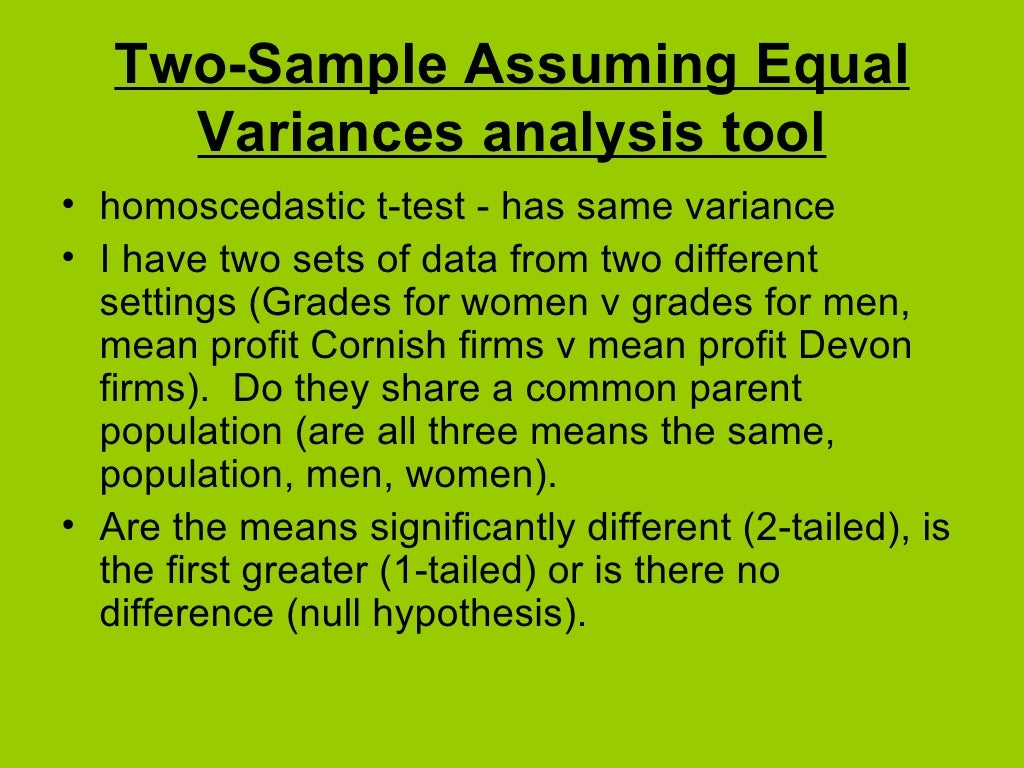 Two-Sample Assuming Equal
Variances analysis tool
• homoscedastic t-test - has same variance
• I have two sets of data from two different
settings (Grades for women v grades for men,
mean profit Cornish firms v mean profit Devon
firms).  Do they share a common parent
population (are all three means the same,
population, men, women).
• Are the means significantly different (2-tailed), is
the first greater (1-tailed) or is there no
difference (null hypothesis).